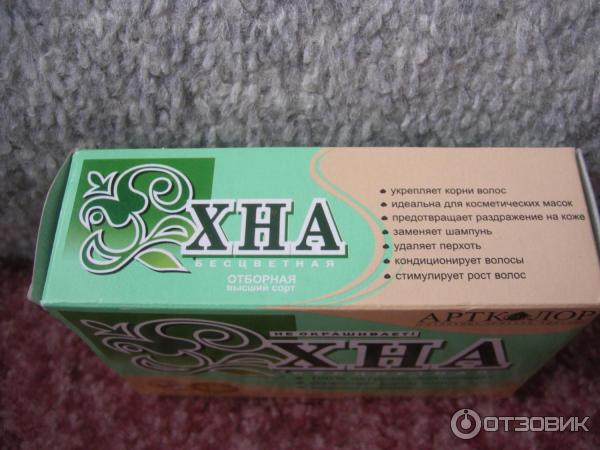 ХНА
БЕСЦВЕТНАЯ
ОТБОРНАЯ
высший сорт
укрепляет корни волос
идеальна для косметических масок
предотвращает раздражение на коже
заменяет шампунь
удаляет перхоть
кондиционирует волосы
стимулирует рост волос
АРТКОЛОР
НЕ ОКРАШИВАЕТ!
ХНА
ОТЗОВИК